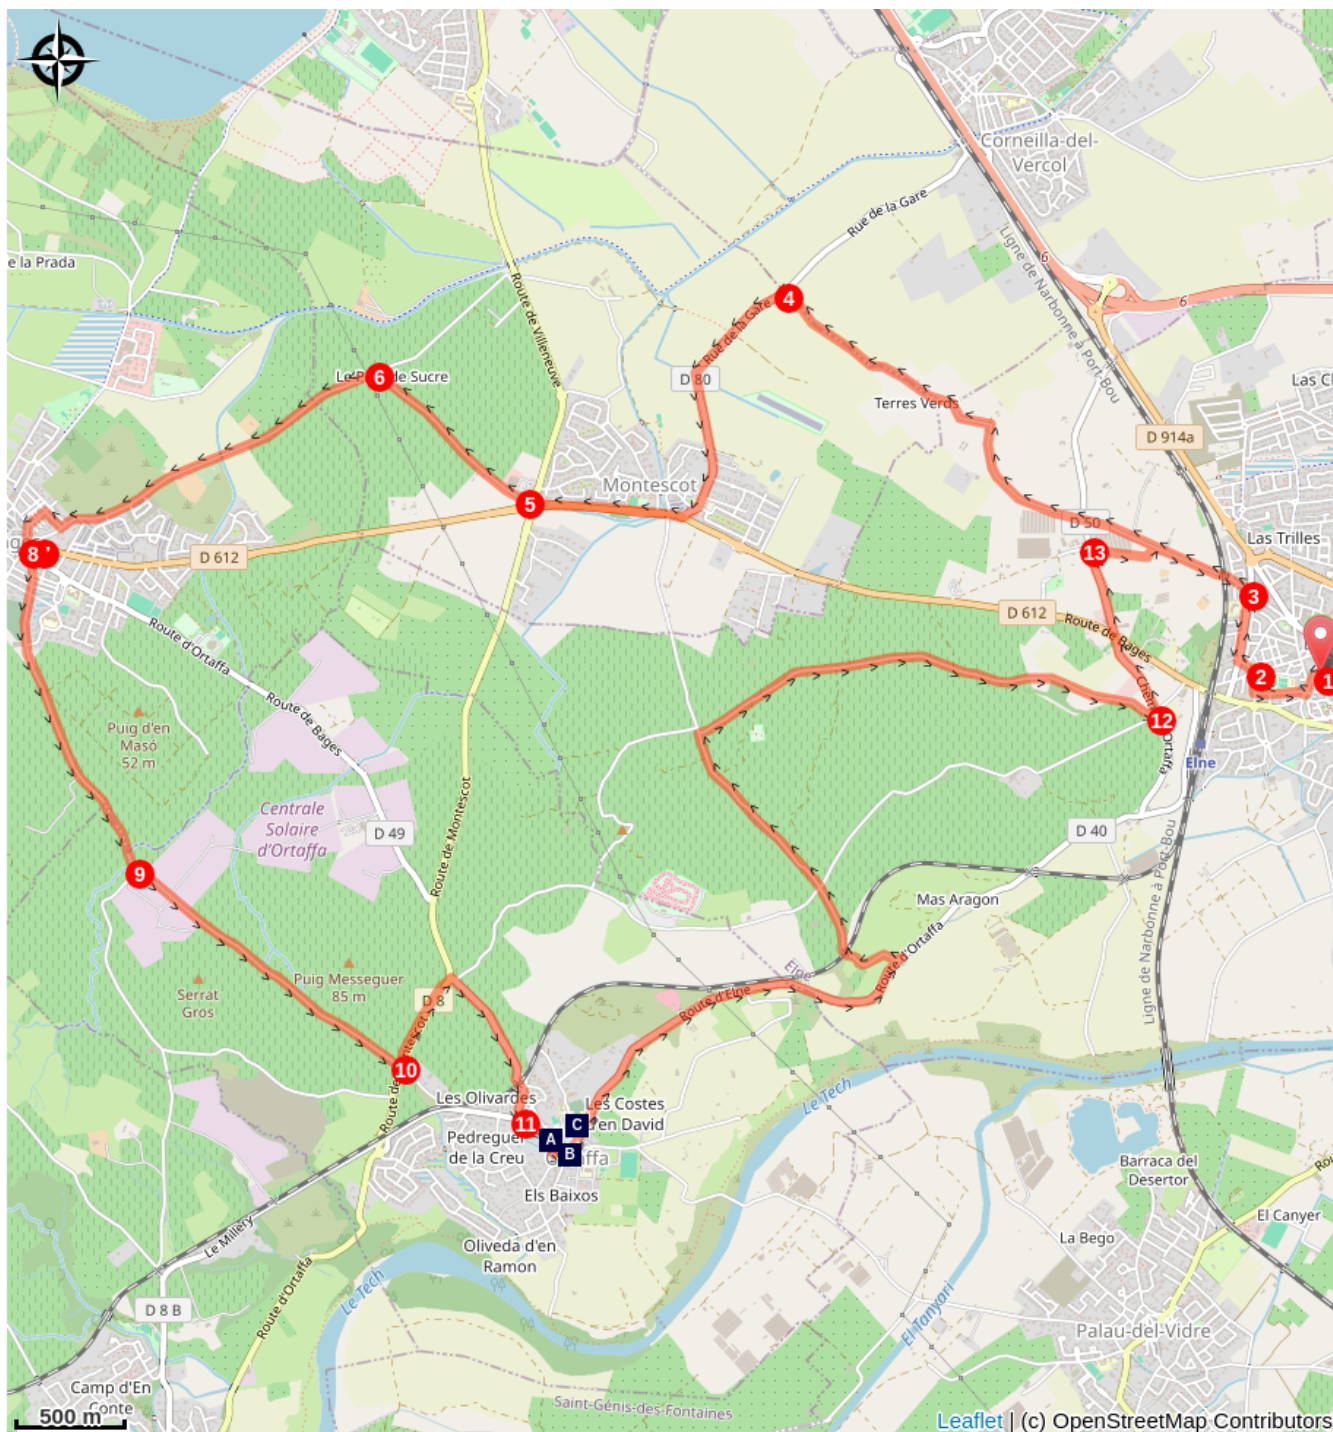 Corneilla-del-
Vercol
Rue de la Gare
6
Ligne de Narbonne à Port-Bou
6
e la Prada
Route de Villeneuve
4
Rue de la Gare
6
de Sucre
D 80
Las Cl
Terres Verds
D 914a
Montescot
5
D 50
Las Trilles
8
D 612
13
3
D 612
Route de Bages
Route d'Ortaffa
2
1
Route de Bages
Puig d'en
Masó
52 m
12
Ortaffa
Elne
Centrale
Solaire
d'Ortaffa
D 49
Route de Montescot
D 40
Ligne de Narbonne à Port-Bou
9
Mas Aragon
Route d'Ortaffa
Elne
Puig Messeguer
85 m
Serrat
Gros
D 8
Route d'Elne
10
Les Olivardes
Les Costes
d'en David
Le Tech
11
A
C
B
Pedreguer
de la Creu
Els Baixos
Barraca del
Desertor
El Canyer
La Bego
Le Millery
Oliveda d'en
Ramon
Le Tech
Route d'Ortaffa
El Tanyari
D 8 B
Palau-del-Vidre
Camp d'En
Conte
Saint-Génis-des-Fontaines
500 m
Leaflet | (c) OpenStreetMap Contributors